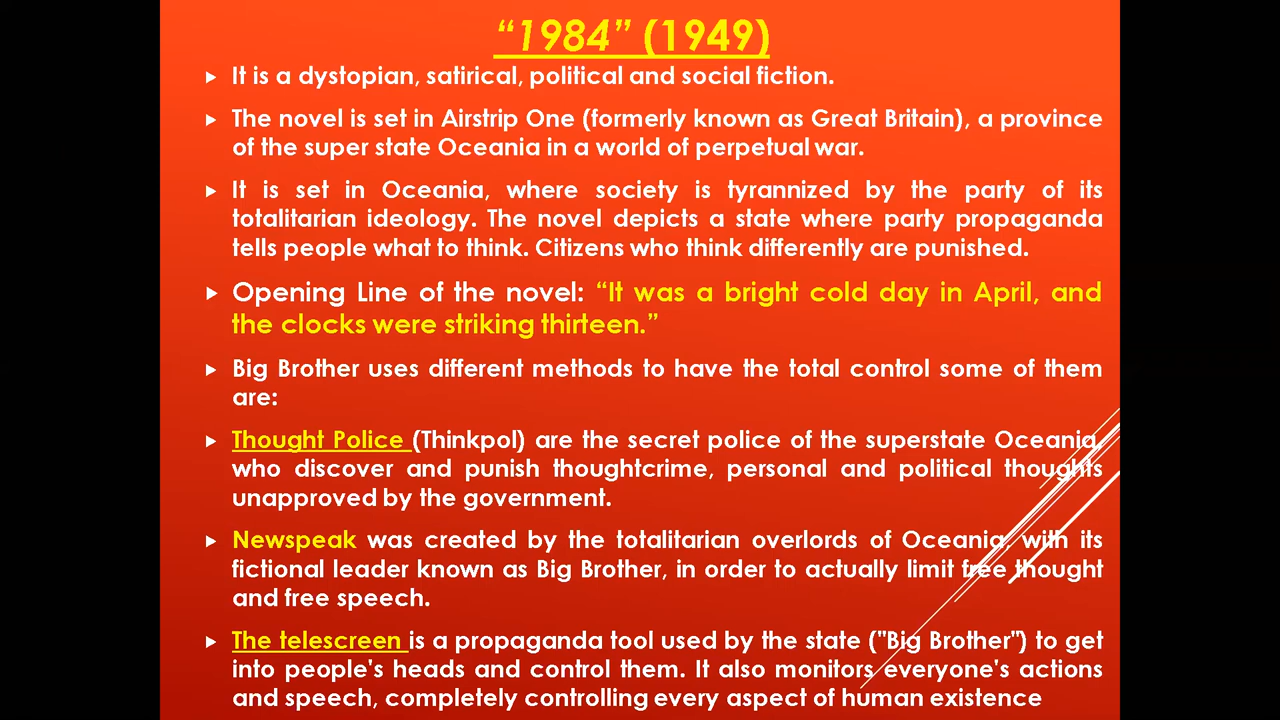 “1984” (1949)
It is a dystopian, satirical, political and social fiction.
The novel is set in Airstrip One (formerly known as Great Britain), a province
of the super state Oceania in a world of perpetual war.
It is set in Oceania, where society is tyrannized by the party of its
totalitarian ideology. The novel depicts a state where party propaganda
tells people what to think. Citizens who think differently are punished.
Opening Line of the novel: “It was a bright cold day in April, and
the clocks were striking thirteen.”
Big Brother uses different methods to have the total control some of them
are:
Thought Police (Thinkpol) are the secret police of the superstate Oceania,
who discover and punish thoughtcrime, personal and political thoughts
unapproved by the government.
Newspeak was created by the totalitarian overlords of Oceania, with its
fictional leader known as Big Brother, in order to actually limit free thought
and free speech.
The telescreen is a propaganda tool used by the state ("Big Brother") to get
into people's heads and control them. It also monitors everyone's actions
and speech, completely controlling every aspect of human existence